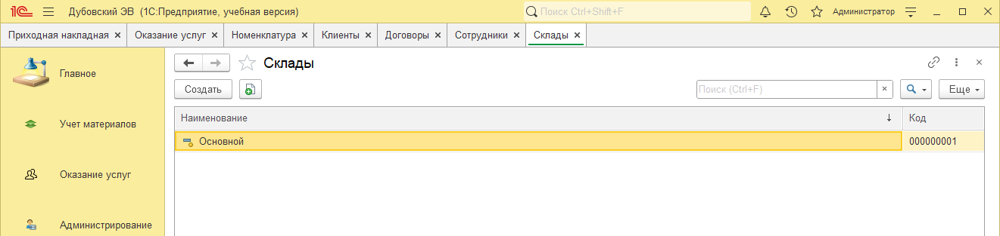 1С Дубовский ЭВ (1С:Предприятие, учебная версия) Поиск Ctrl+Shift+F Администратор
Приходная накладная × Оказание услуг × Номенклатура × Клиенты × Договоры × Сотрудники × Склады ×
Главное
Учет материалов
Оказание услуг
Администрирование
Склады
Создать Поиск (Ctrl+F) × Еще
Наименование ↓ Код
Основной 000000001